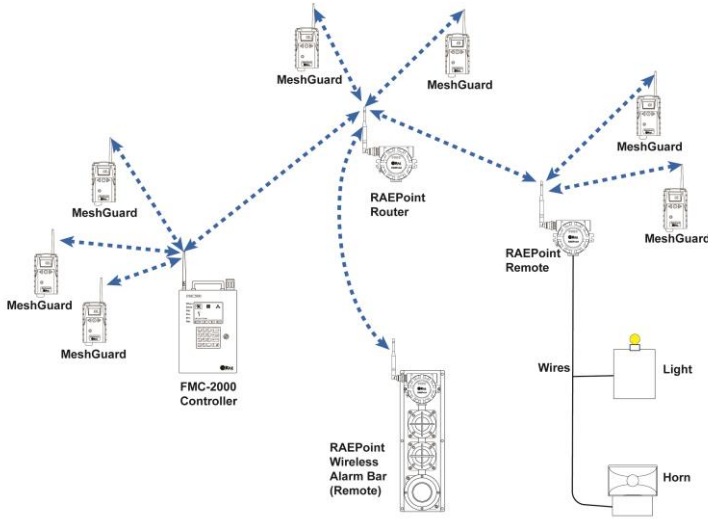 MeshGuard
MeshGuard
MeshGuard
RAEPoint
Router
MeshGuard
MeshGuard
RAEPoint
Remote
MeshGuard
MeshGuard
FMC-2000
Controller
Wires
Light
RAEPoint
Wireless
Alarm Bar
(Remote)
Horn